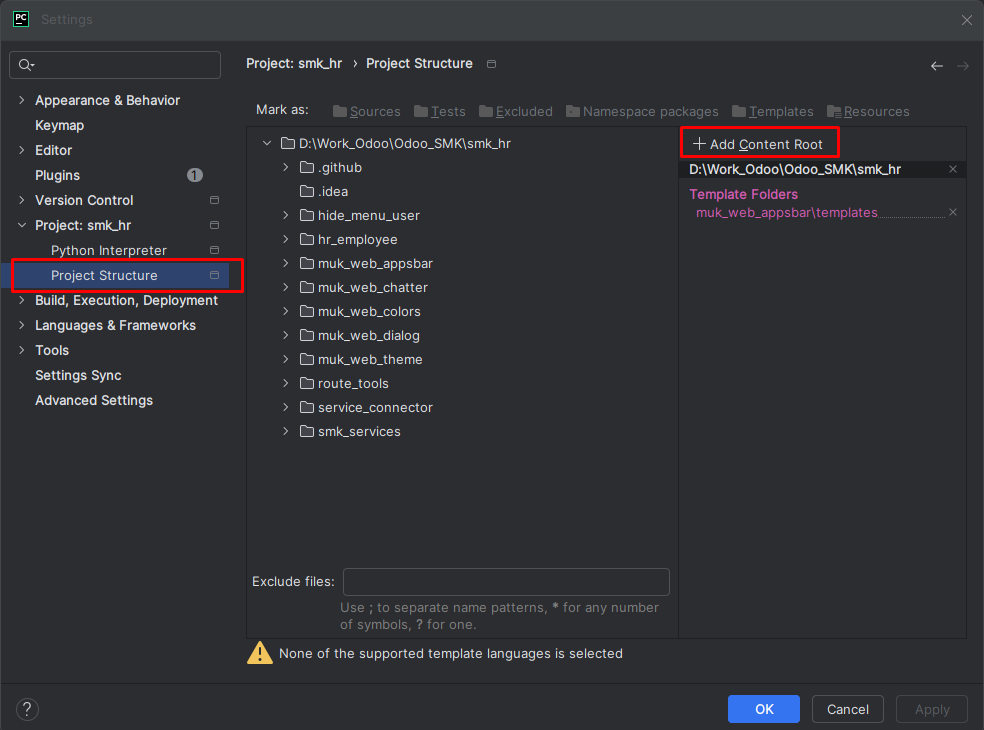 PC Settings
Project: smk_hr › Project Structure
Appearance & Behavior
Keymap
Editor
Plugins 1
Version Control
Project: smk_hr
Python Interpreter
Project Structure
Build, Execution, Deployment
Languages & Frameworks
Tools
Settings Sync
Advanced Settings
Mark as: Sources Tests Excluded Namespace packages Templates Resources
D:\Work_Odoo\Odoo_SMK\smk_hr
.github
.idea
hide_menu_user
hr_employee
muk_web_appsbar
muk_web_chatter
muk_web_colors
muk_web_dialog
muk_web_theme
route_tools
service_connector
smk_services
+ Add Content Root
D:\Work_Odoo\Odoo_SMK\smk_hr
Template Folders
muk_web_appsbar\templates
Exclude files:
Use ; to separate name patterns, * for any number
of symbols, ? for one.
None of the supported template languages is selected
? OK Cancel Apply